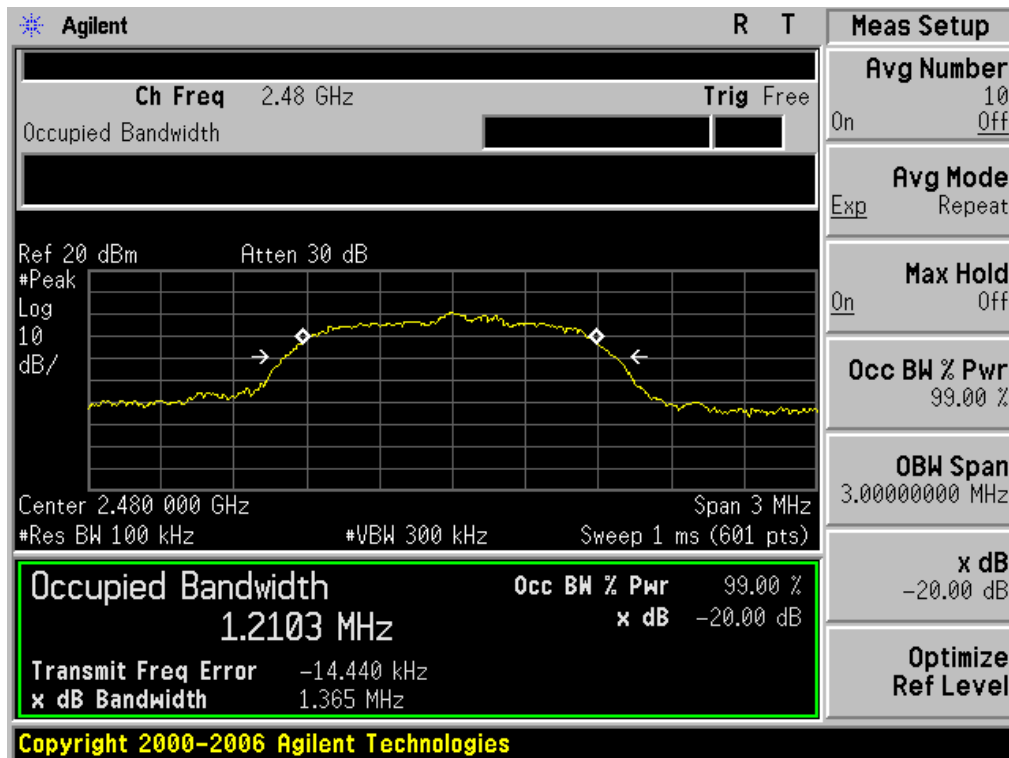 Agilent R T
Meas Setup
Ch Freq 2.48 GHz Trig Free
Occupied Bandwidth
Ref 20 dBm Atten 30 dB
#Peak
Log
10
dB/
Center 2.480 000 GHz Span 3 MHz
#Res BW 100 kHz #VBW 300 kHz Sweep 1 ms (601 pts)
Occupied Bandwidth
1.2103 MHz
Occ BW % Pwr 99.00 %
x dB -20.00 dB
Transmit Freq Error -14.440 kHz
x dB Bandwidth 1.365 MHz
Avg Number
10
On Off
Avg Mode
Exp Repeat
Max Hold
On Off
Occ BW % Pwr
99.00 %
OBW Span
3.00000000 MHz
x dB
-20.00 dB
Optimize
Ref Level
Copyright 2000-2006 Agilent Technologies